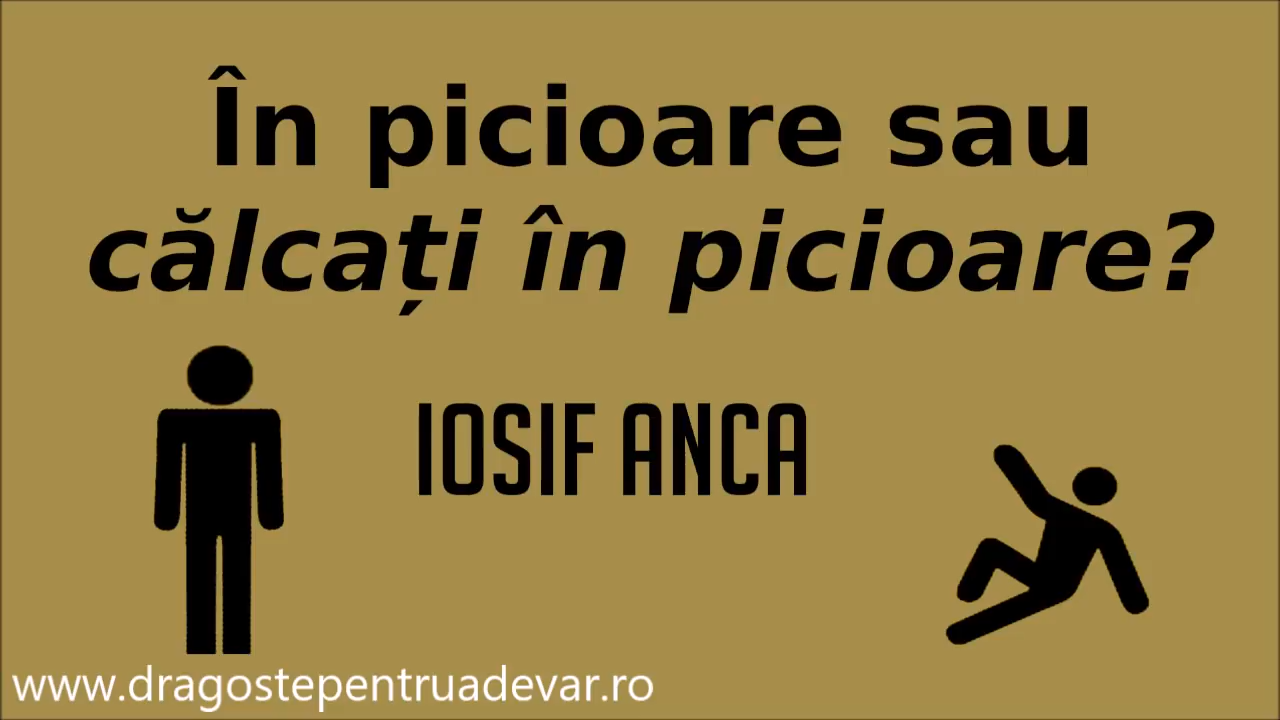 În picioare sau
călcați în picioare?
IOSIF ANCA
www.dragostepentruadevar.ro